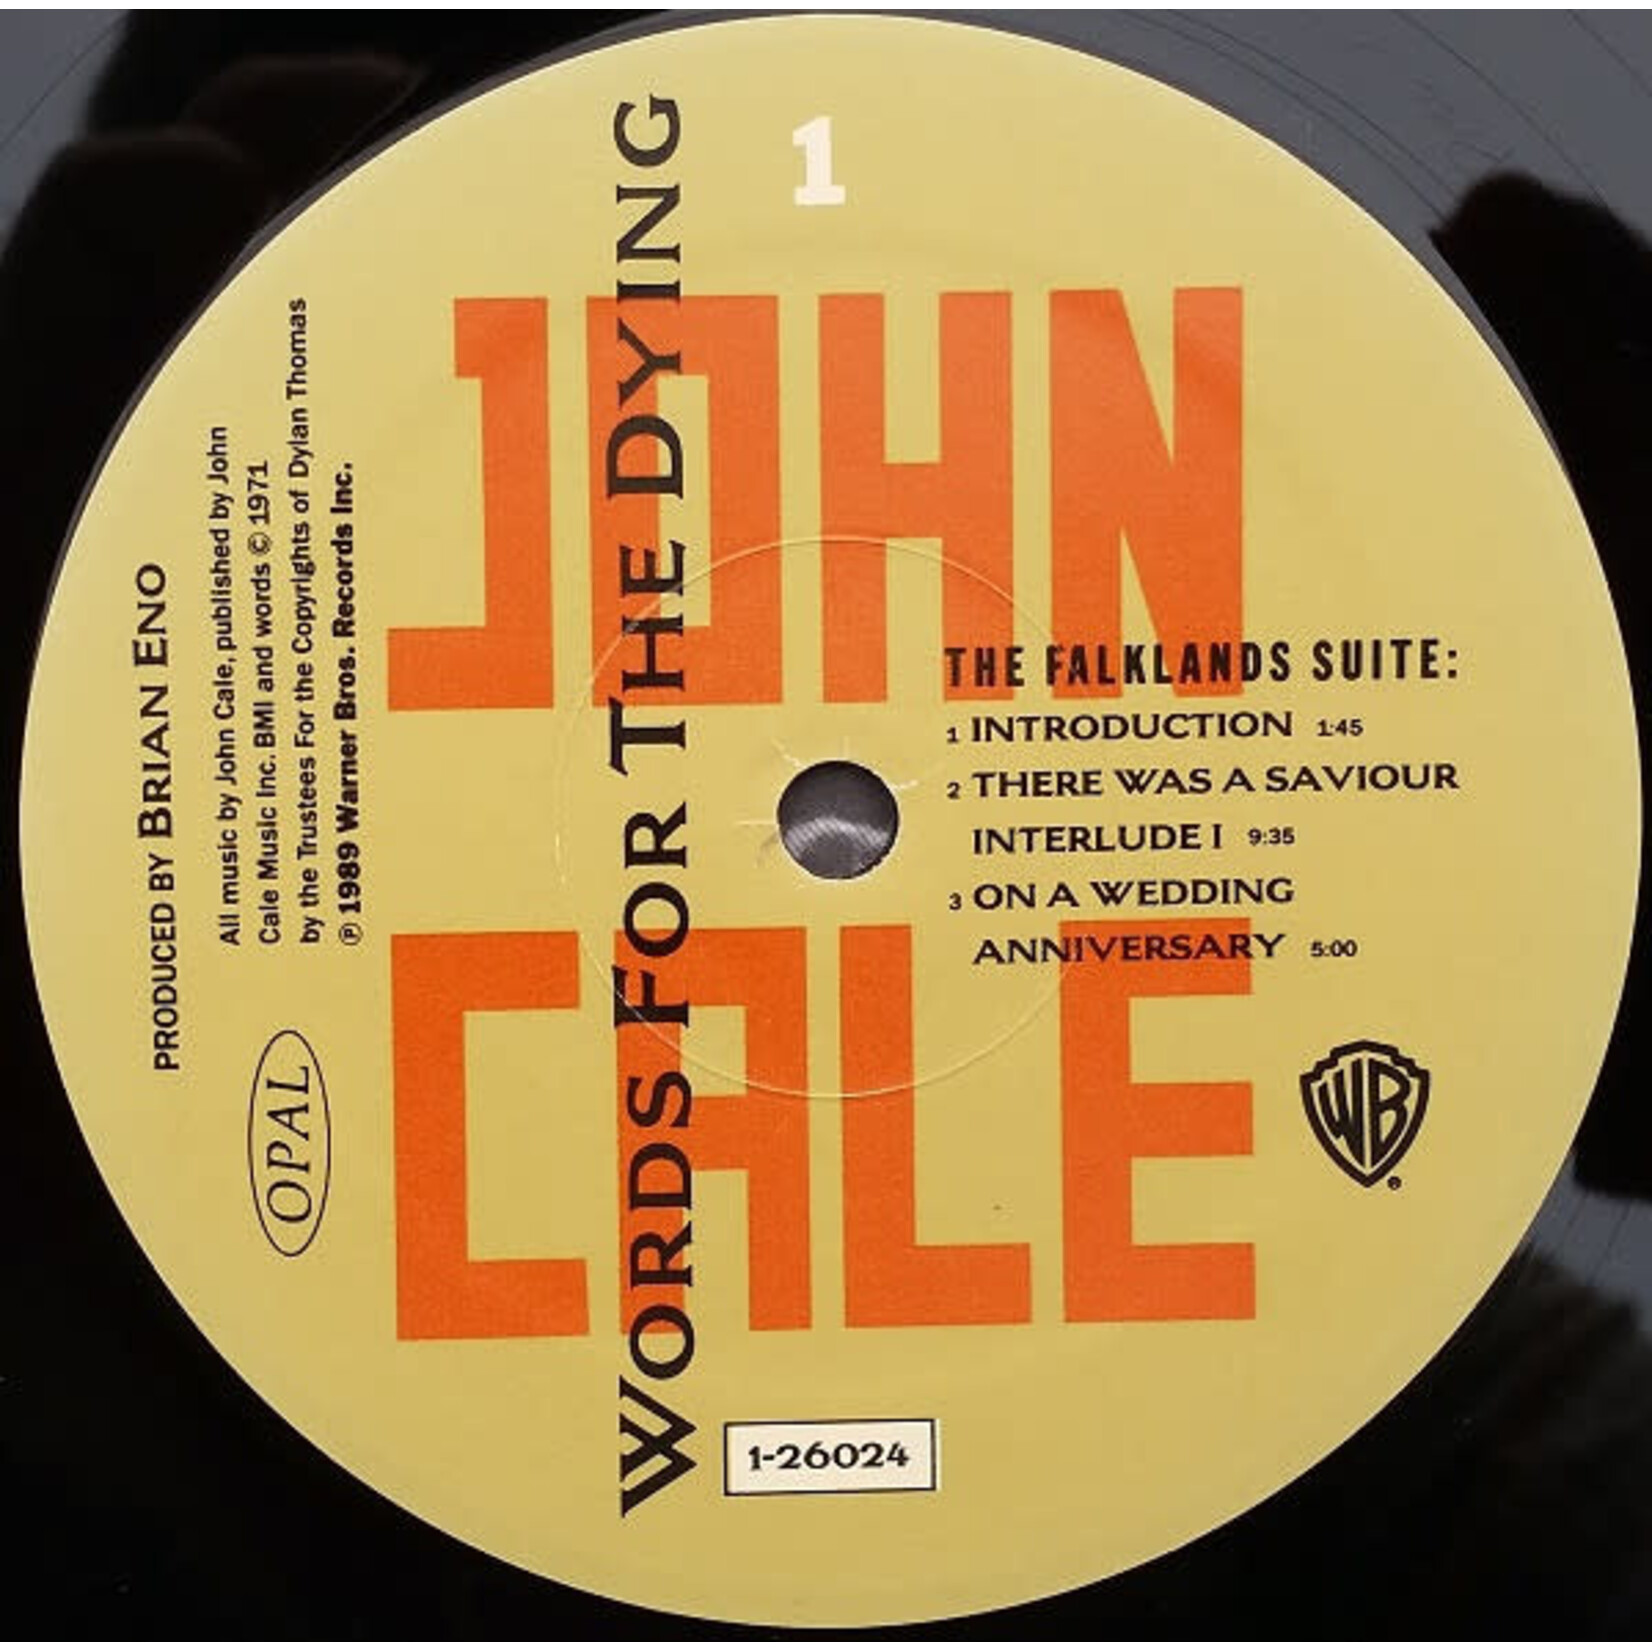 1
JOHN
CALE
WORDS FOR THE DYING
THE FALKLANDS SUITE:
1 INTRODUCTION 1:45
2 THERE WAS A SAVIOUR
INTERLUDE I 9:35
3 ON A WEDDING
ANNIVERSARY 5:00
PRODUCED BY BRIAN ENO
All music by John Cale, published by John
Cale Music Inc. BMI and words © 1971
by the Trustees For the Copyrights of Dylan Thomas
℗ 1989 Warner Bros. Records Inc.
OPAL
WB®
1-26024